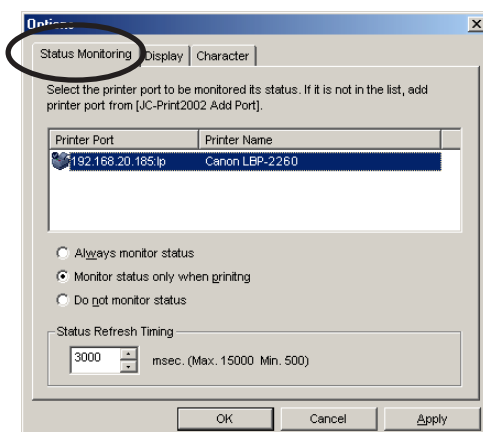 Options
Status Monitoring Display Character
Select the printer port to be monitored its status. If it is not in the list, add
printer port from [JC-Print2002 Add Port].
Printer Port Printer Name
192.168.20.185:lp Canon LBP-2260
Always monitor status
Monitor status only when prinitng
Do not monitor status
Status Refresh Timing
3000 msec. (Max. 15000 Min. 500)
OK Cancel Apply